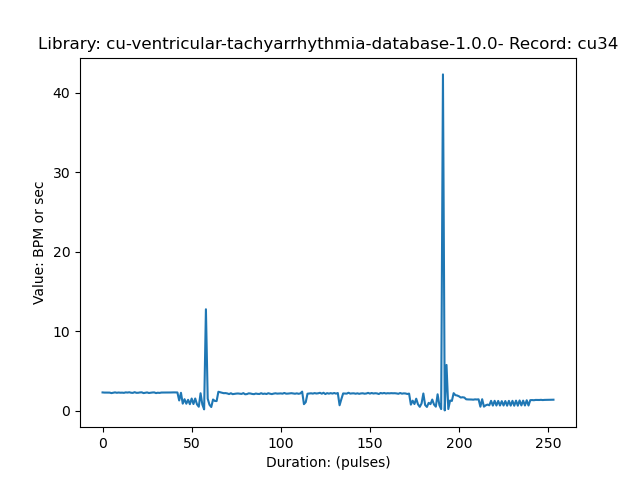 Library: cu-ventricular-tachyarrhythmia-database-1.0.0- Record: cu34
40
30
20
10
0
Value: BPM or sec
0 50 100 150 200 250
Duration: (pulses)